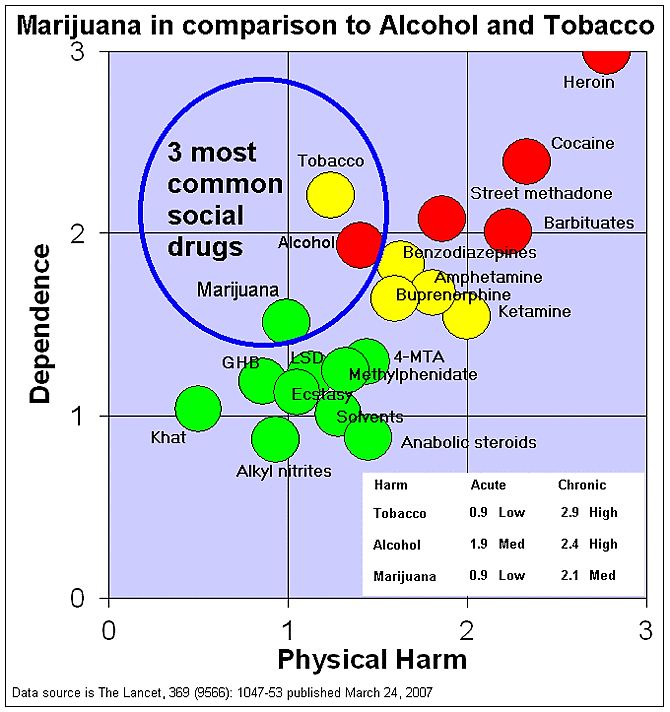 Marijuana in comparison to Alcohol and Tobacco
3
Heroin
Cocaine
3 most
common
social
drugs
Tobacco
Street methadone
Barbituates
2
Alcohol
Benzodiazepines
Amphetamine
Marijuana
Buprenorphine
Ketamine
Dependence
GHB
LSD
4-MTA
Methylphenidate
Ecstasy
1
Khat
Solvents
Anabolic steroids
Alkyl nitrites
Harm Acute Chronic
Tobacco 0.9 Low 2.9 High
Alcohol 1.9 Med 2.4 High
Marijuana 0.9 Low 2.1 Med
0
0 1 2 3
Physical Harm
Data source is The Lancet, 369 (9566): 1047-53 published March 24, 2007